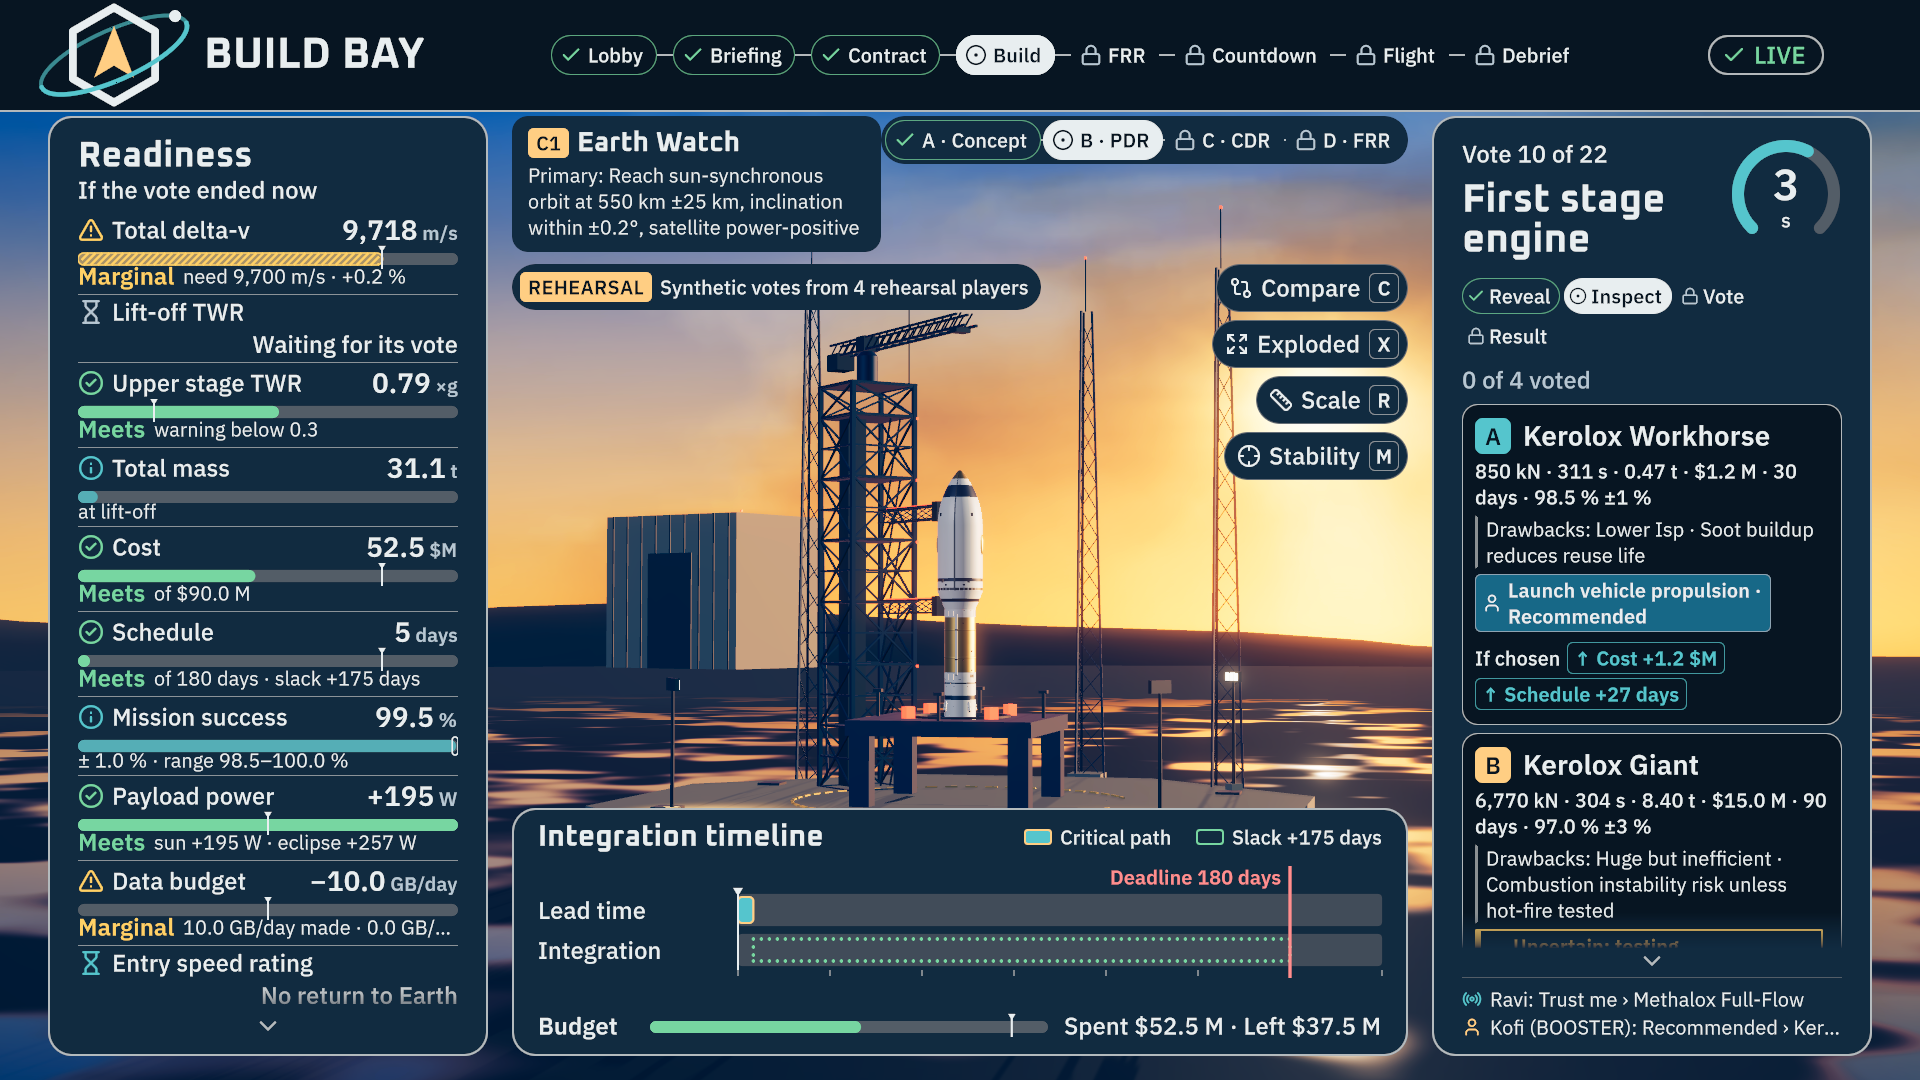 BUILD BAY
Lobby
Briefing
Contract
Build
FRR
Countdown
Flight
Debrief
LIVE
Readiness
If the vote ended now
Total delta-v 9,718 m/s
Marginal need 9,700 m/s · +0.2 %
Lift-off TWR
Waiting for its vote
Upper stage TWR 0.79 ×g
Meets warning below 0.3
Total mass 31.1 t
at lift-off
Cost 52.5 $M
Meets of $90.0 M
Schedule 5 days
Meets of 180 days · slack +175 days
Mission success 99.5 %
± 1.0 % · range 98.5–100.0 %
Payload power +195 W
Meets sun +195 W · eclipse +257 W
Data budget −10.0 GB/day
Marginal 10.0 GB/day made · 0.0 GB/...
Entry speed rating
No return to Earth
C1 Earth Watch
Primary: Reach sun-synchronous
orbit at 550 km ±25 km, inclination
within ±0.2°, satellite power-positive
A · Concept
B · PDR
C · CDR
· D · FRR
REHEARSAL Synthetic votes from 4 rehearsal players
Compare C
Exploded X
Scale R
Stability M
Integration timeline
Critical path
Slack +175 days
Deadline 180 days
Lead time
Integration
Budget
Spent $52.5 M · Left $37.5 M
Vote 10 of 22
First stage
engine
3
s
Reveal
Inspect
Vote
Result
0 of 4 voted
A Kerolox Workhorse
850 kN · 311 s · 0.47 t · $1.2 M · 30
days · 98.5 % ±1 %
Drawbacks: Lower Isp · Soot buildup
reduces reuse life
Launch vehicle propulsion ·
Recommended
If chosen ↑ Cost +1.2 $M
↑ Schedule +27 days
B Kerolox Giant
6,770 kN · 304 s · 8.40 t · $15.0 M · 90
days · 97.0 % ±3 %
Drawbacks: Huge but inefficient ·
Combustion instability risk unless
hot-fire tested
Uncertain: testing
Ravi: Trust me › Methalox Full-Flow
Kofi (BOOSTER): Recommended › Ker...